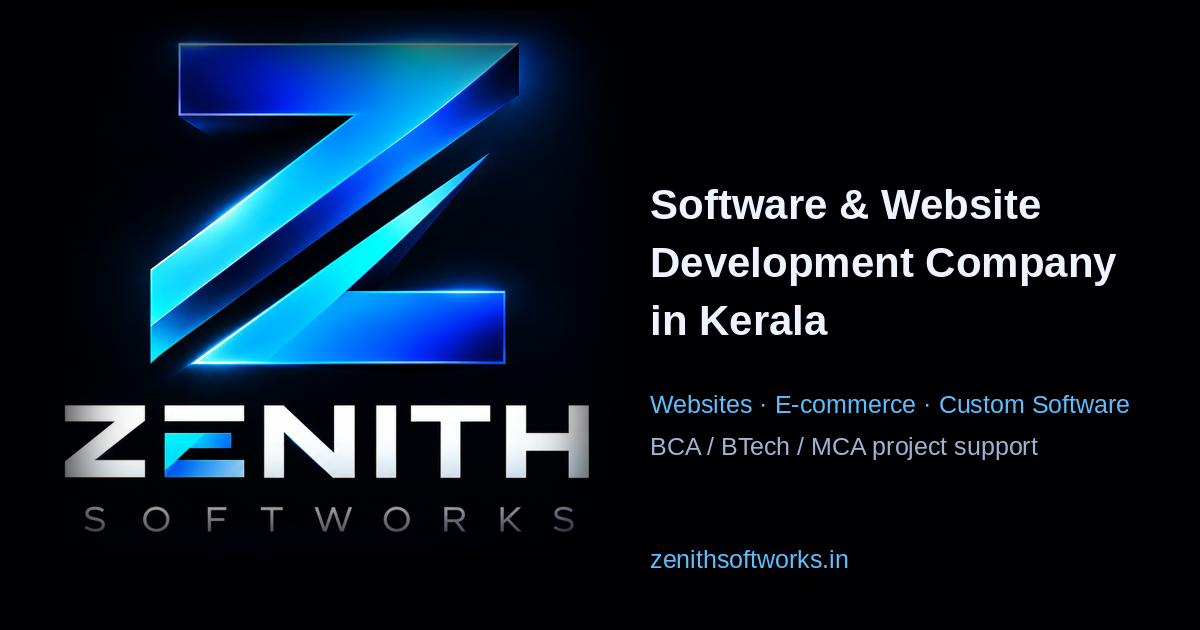 ZENITH
SOFTWORKS
Software & Website
Development Company
in Kerala
Websites · E-commerce · Custom Software
BCA / BTech / MCA project support
zenithsoftworks.in